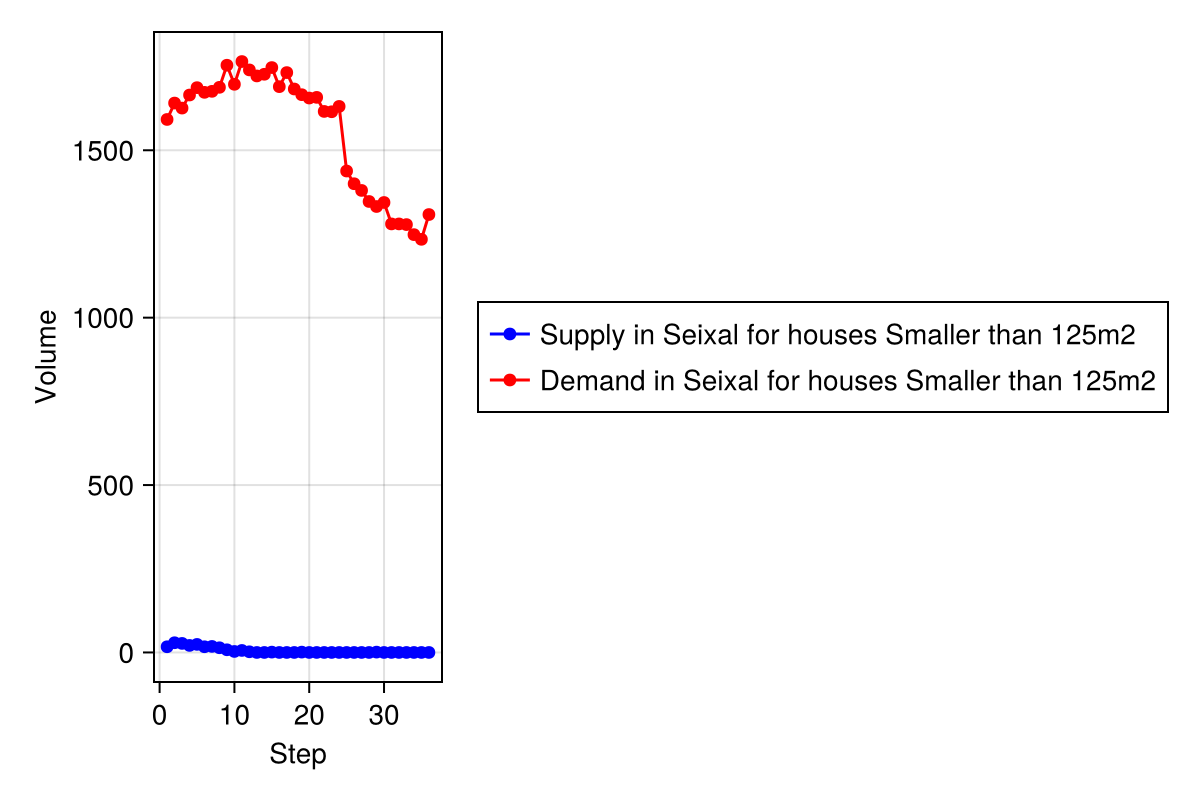 1500
1000
500
0
Volume
0 10 20 30
Step
Supply in Seixal for houses Smaller than 125m2
Demand in Seixal for houses Smaller than 125m2